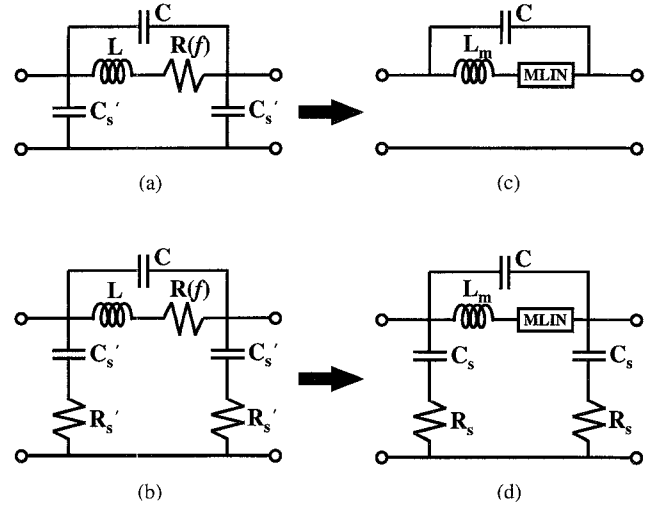 C
L R(f)
Cs′ Cs′
(a)
C
Lm MLIN
(c)
C
L R(f)
Cs′ Cs′
Rs′ Rs′
(b)
C
Lm MLIN
Cs Cs
Rs Rs
(d)